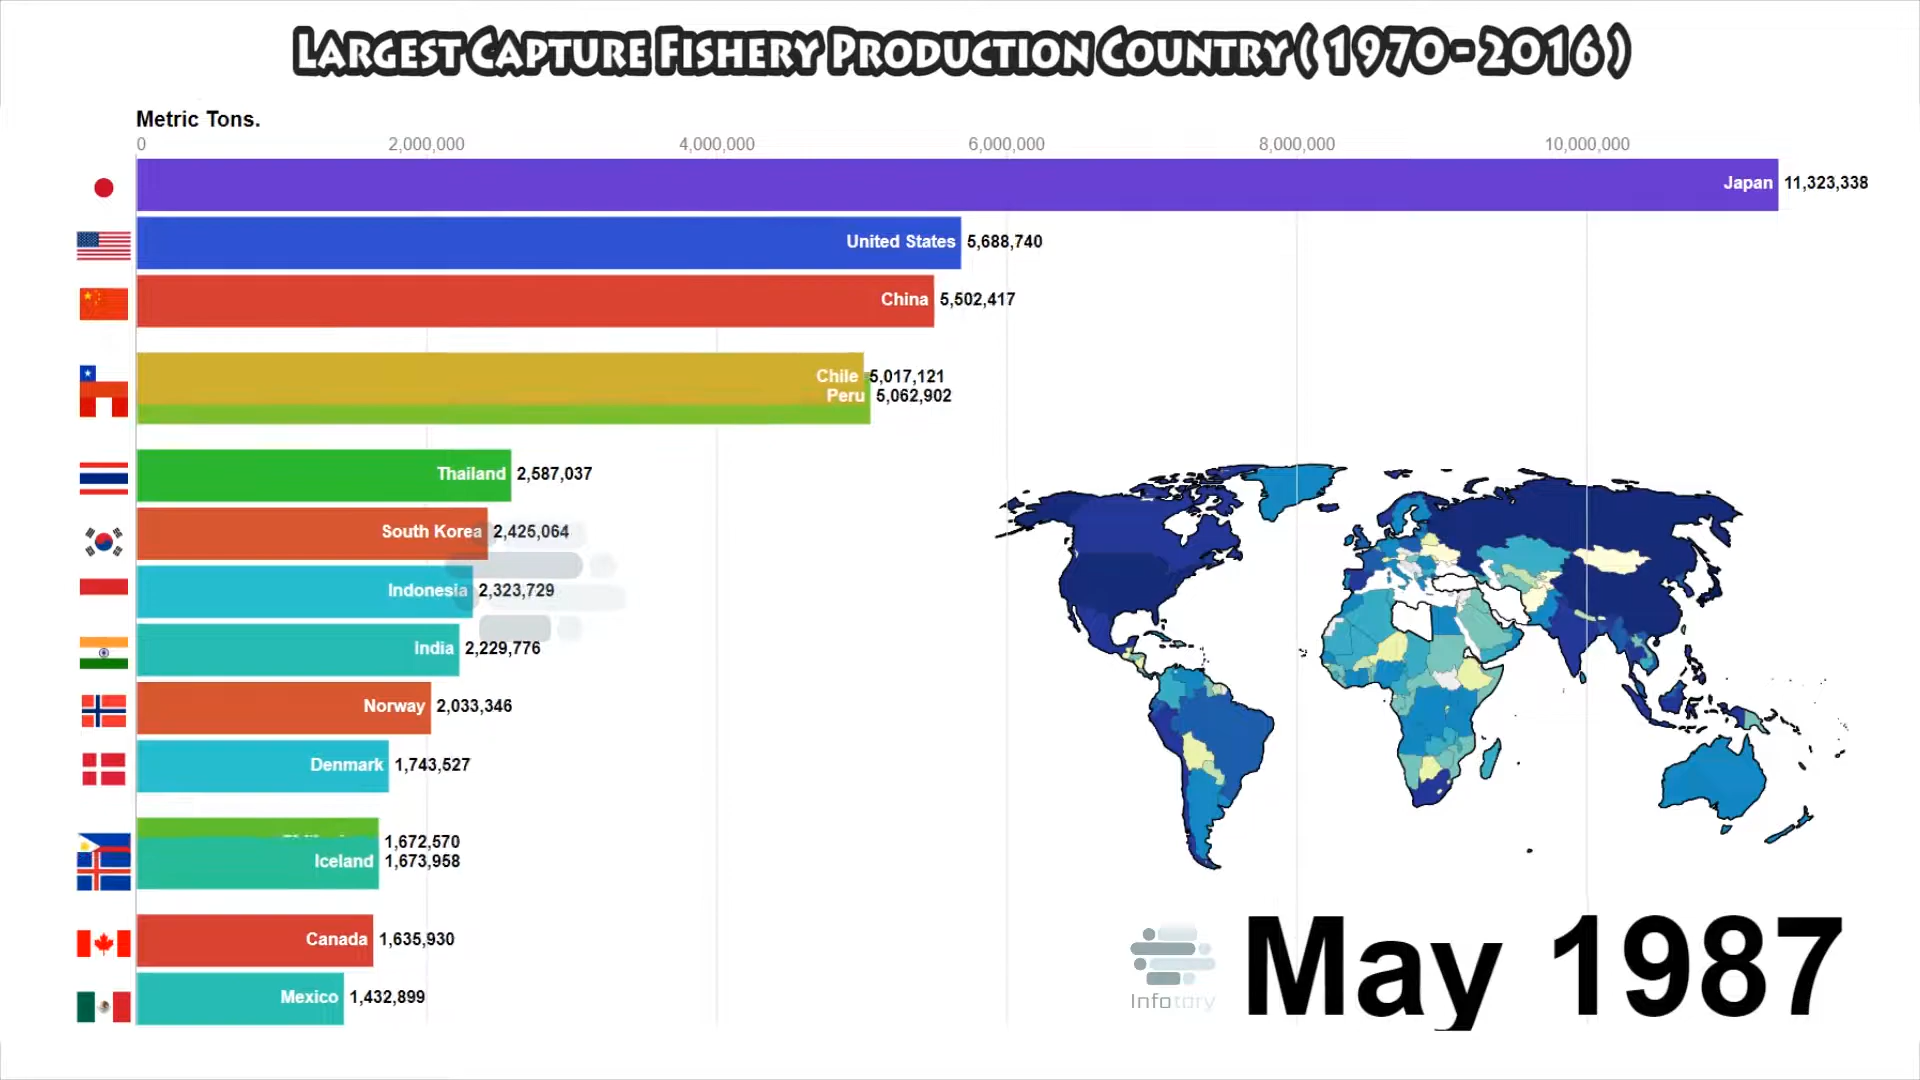 Largest Capture Fishery Production Country ( 1970 - 2016 )
Metric Tons.
0 2,000,000 4,000,000 6,000,000 8,000,000 10,000,000
Japan 11,323,338
United States 5,688,740
China 5,502,417
Chile 5,017,121
Peru 5,062,902
Thailand 2,587,037
South Korea 2,425,064
Indonesia 2,323,729
India 2,229,776
Norway 2,033,346
Denmark 1,743,527
1,672,570
Iceland 1,673,958
Canada 1,635,930
Mexico 1,432,899
Infotory
May 1987